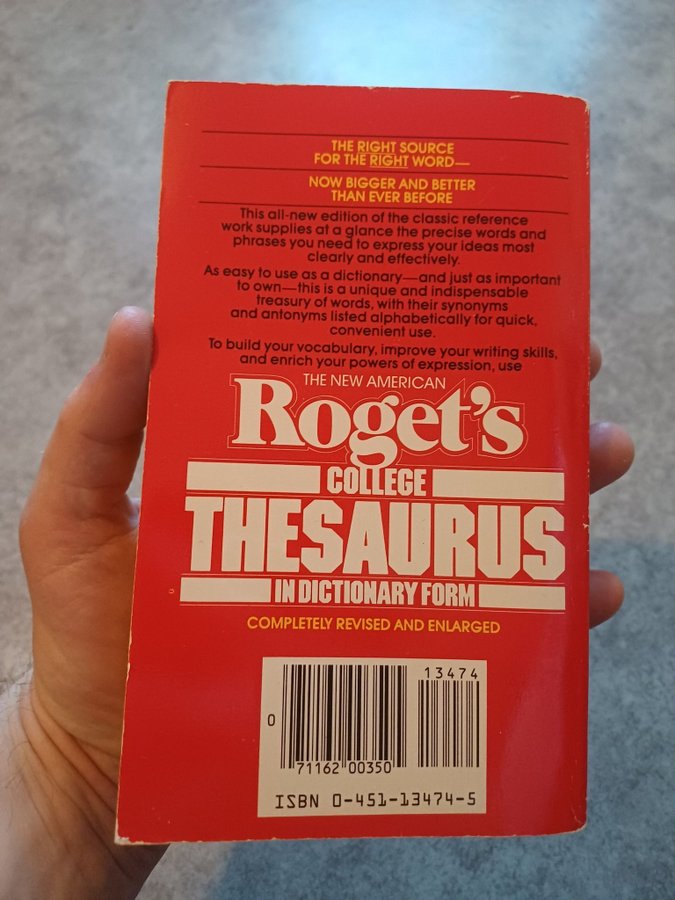 THE RIGHT SOURCE
FOR THE RIGHT WORD—
NOW BIGGER AND BETTER
THAN EVER BEFORE
This all-new edition of the classic reference
work supplies at a glance the precise words and
phrases you need to express your ideas most
clearly and effectively.
As easy to use as a dictionary—and just as important
to own—this is a unique and indispensable
treasury of words, with their synonyms
and antonyms listed alphabetically for quick,
convenient use.
To build your vocabulary, improve your writing skills,
and enrich your powers of expression, use
THE NEW AMERICAN
Roget's
COLLEGE
THESAURUS
IN DICTIONARY FORM
COMPLETELY REVISED AND ENLARGED
13474
0
71162 00350
ISBN 0-451-13474-5